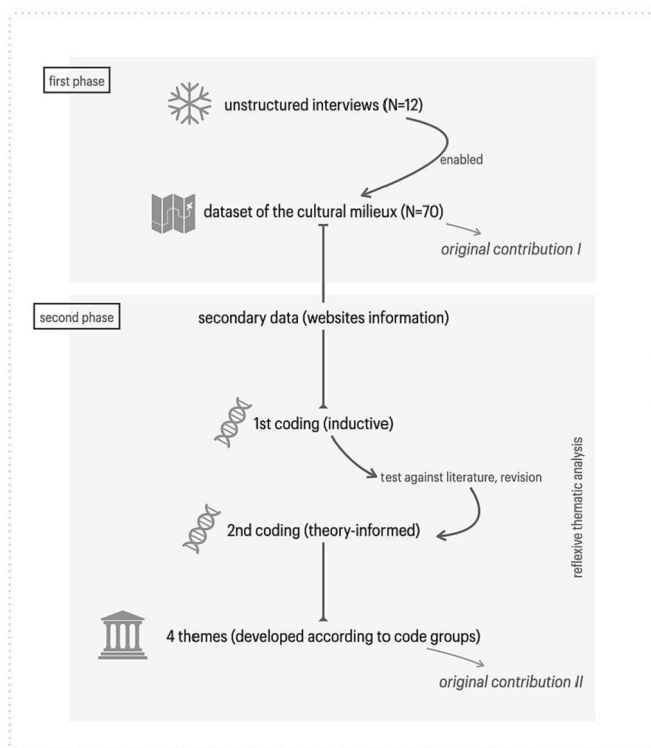 first phase
unstructured interviews (N=12)
enabled
dataset of the cultural milieux (N=70)
original contribution I
second phase
secondary data (websites information)
1st coding (inductive)
test against literature, revision
2nd coding (theory-informed)
reflexive thematic analysis
4 themes (developed according to code groups)
original contribution II